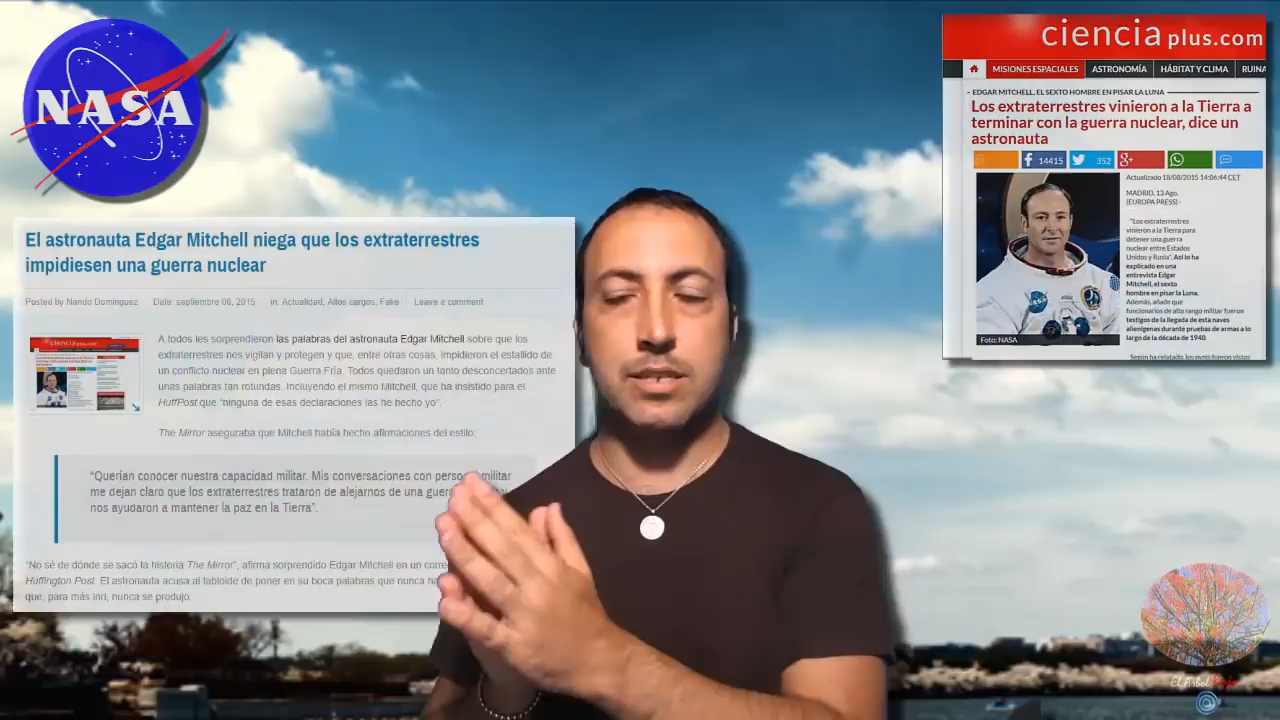 NASA
El astronauta Edgar Mitchell niega que los extraterrestres
impidiesen una guerra nuclear
Posted by Nando Dominguez Date: septiembre 06, 2015 in: Actualidad, Altos cargos, Fake Leave a comment
A todos les sorprendieron las palabras del astronauta Edgar Mitchell sobre que los
extraterrestres nos vigilan y protegen y que, entre otras cosas, impidieron el estallido de
un conflicto nuclear en plena Guerra Fría. Todos quedaron un tanto desconcertados ante
unas palabras tan rotundas. Incluyendo el mismo Mitchell, que ha insistido para el
HuffPost que “ninguna de esas declaraciones las he hecho yo”.
The Mirror aseguraba que Mitchell había hecho afirmaciones del estilo:
“Querían conocer nuestra capacidad militar. Mis conversaciones con militar
me dejan claro que los extraterrestres trataron de alejarnos de una y
nos ayudaron a mantener la paz en la Tierra”.
“No sé de dónde se sacó la historia The Mirror”, afirma sorprendido Edgar Mitchell en un
Huffington Post. El astronauta acusa al tabloide de poner en su boca palabras que nunca
que, para más inri, nunca se produjo.
ciencia plus.com
MISIONES ESPACIALES ASTRONOMÍA HÁBITAT Y CLIMA RUINA
EDGAR MITCHELL, EL SEXTO HOMBRE EN PISAR LA LUNA
Los extraterrestres vinieron a la Tierra a
terminar con la guerra nuclear, dice un
astronauta
14415 352
Actualizado 18/08/2015 14:06:44 CET
MADRID, 13 Ago.
(EUROPA PRESS) -
"Los extraterrestres
vinieron a la Tierra para
detener una guerra
nuclear entre Estados
Unidos y Rusia". Así lo ha
explicado en una
entrevista Edgar
Mitchell, el sexto
hombre en pisar la Luna.
Además, añade que
funcionarios de alto rango militar fueron
testigos de la llegada de esta naves
alienígenas durante pruebas de armas a lo
largo de la década de 1940.
Según ha relatado, los ovnis fueron vistos
Foto: NASA
El Árbol Rojo